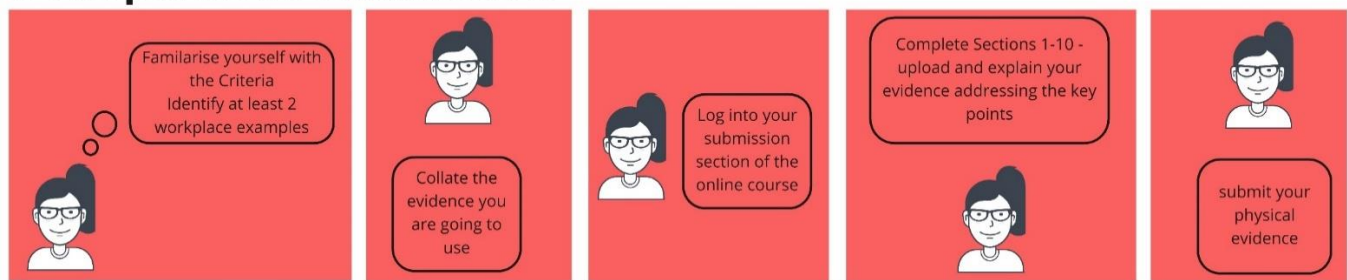 Familarise yourself with
the Criteria
Identify at least 2
workplace examples
Collate the
evidence you
are going to
use
Log into your
submission
section of the
online course
Complete Sections 1-10 -
upload and explain your
evidence addressing the key
points
submit your
physical
evidence